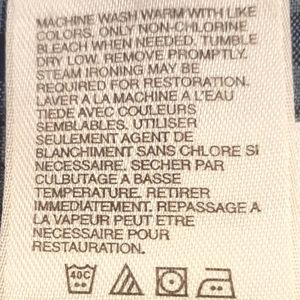 MACHINE WASH WARM WITH LIKE
COLORS. ONLY NON-CHLORINE
BLEACH WHEN NEEDED. TUMBLE
DRY LOW. REMOVE PROMPTLY.
STEAM IRONING MAY BE
REQUIRED FOR RESTORATION.
LAVER A LA MACHINE A L'EAU
TIEDE AVEC COULEURS
SEMBLABLES. UTILISER
SEULEMENT AGENT DE
BLANCHIMENT SANS CHLORE SI
NECESSAIRE. SECHER PAR
CULBUTAGE A BASSE
TEMPERATURE. RETIRER
IMMEDIATEMENT. REPASSAGE A
LA VAPEUR PEUT ETRE
NECESSAIRE POUR
RESTAURATION.
40C